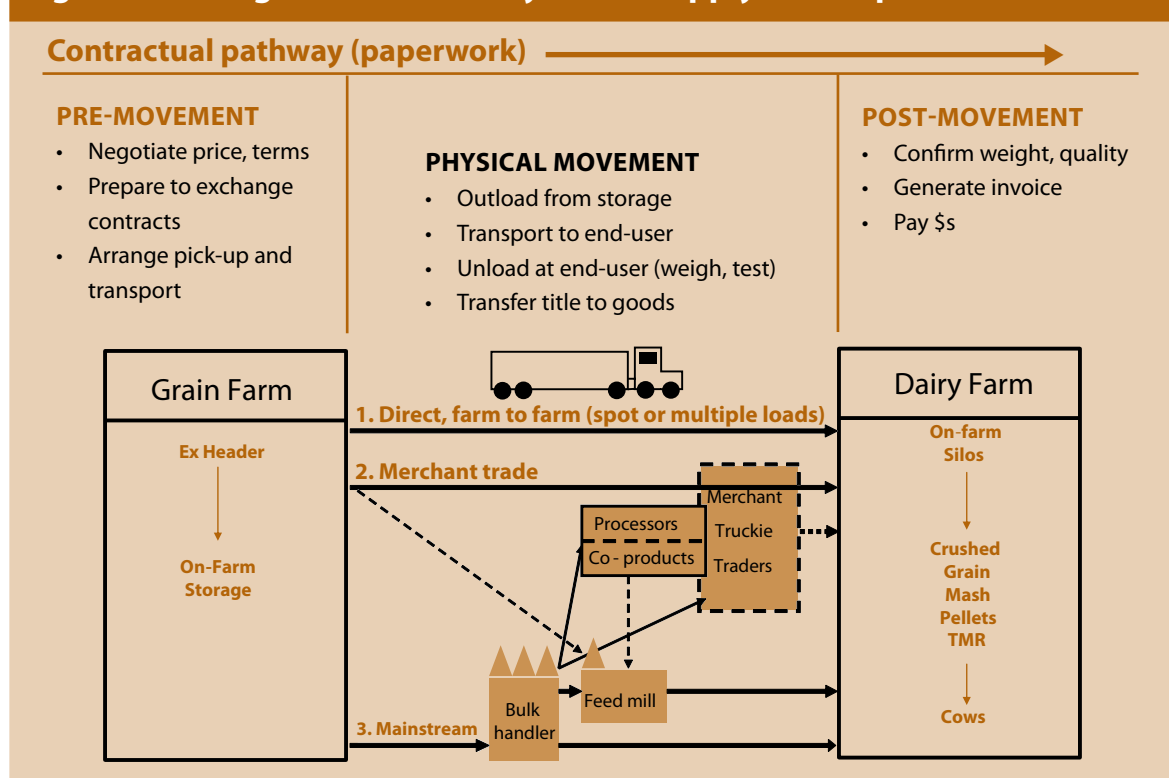 Contractual pathway (paperwork)
PRE-MOVEMENT
• Negotiate price, terms
• Prepare to exchange
contracts
• Arrange pick-up and
transport
PHYSICAL MOVEMENT
• Outload from storage
• Transport to end-user
• Unload at end-user (weigh, test)
• Transfer title to goods
POST-MOVEMENT
• Confirm weight, quality
• Generate invoice
• Pay $s
Grain Farm
Ex Header
On-Farm
Storage
1. Direct, farm to farm (spot or multiple loads)
2. Merchant trade
Merchant
Truckie
Traders
Processors
Co - products
Bulk
handler
Feed mill
3. Mainstream
Dairy Farm
On-farm
Silos
Crushed
Grain
Mash
Pellets
TMR
Cows